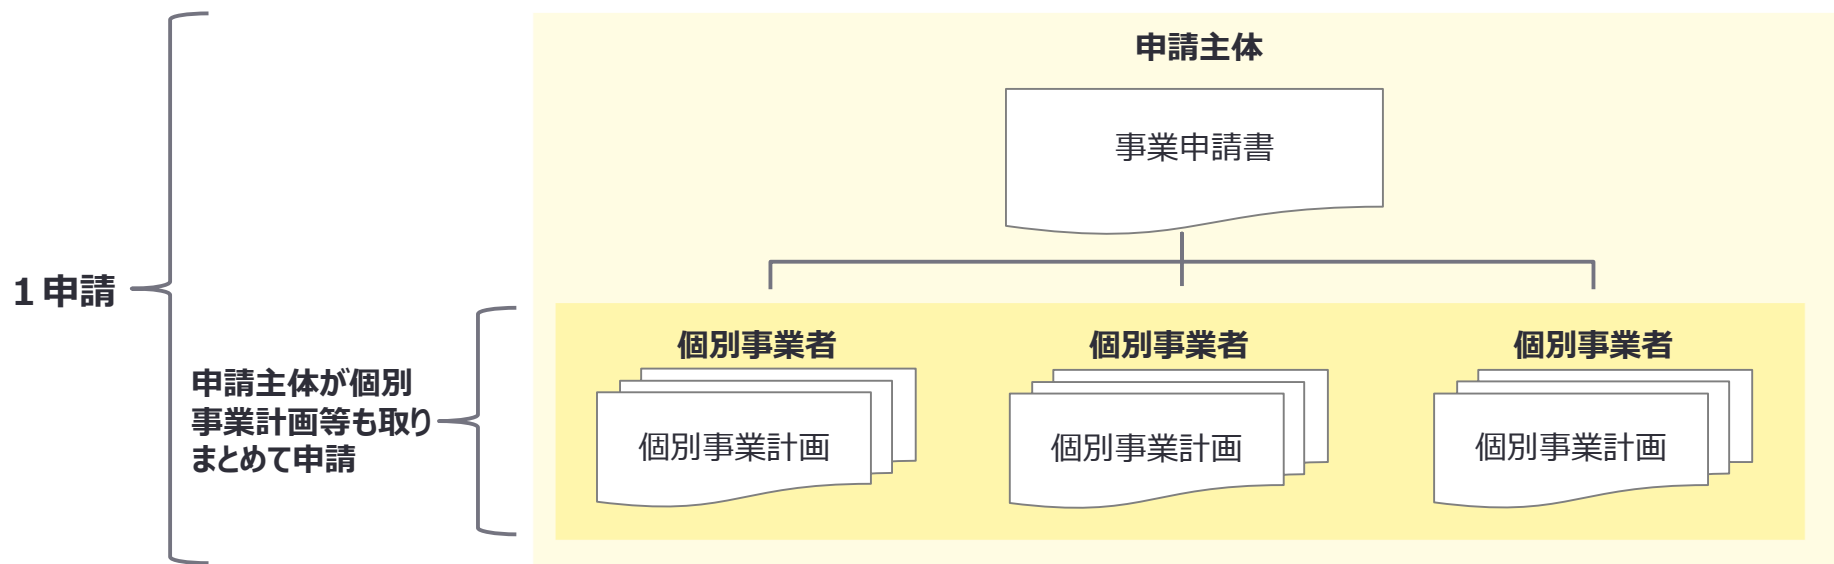 申請主体
事業申請書
1申請
個別事業者
個別事業者
個別事業者
申請主体が個別
事業計画等も取り
まとめて申請
個別事業計画
個別事業計画
個別事業計画